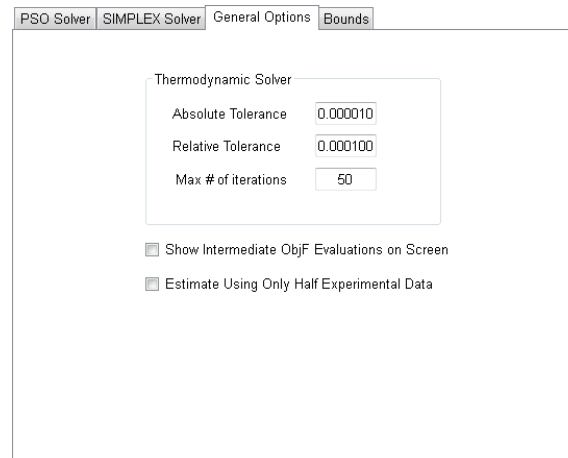 PSO Solver SIMPLEX Solver General Options Bounds
Thermodynamic Solver
Absolute Tolerance 0.000010
Relative Tolerance 0.000100
Max # of iterations 50
Show Intermediate ObjF Evaluations on Screen
Estimate Using Only Half Experimental Data